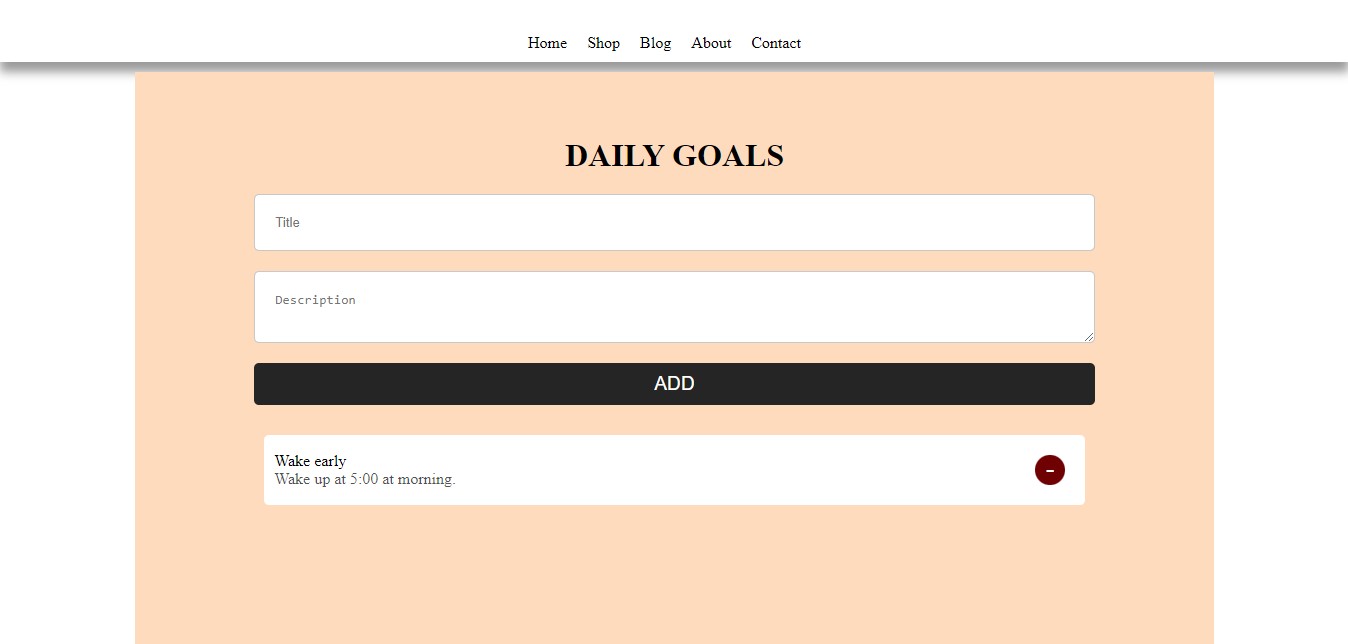 Home Shop Blog About Contact
DAILY GOALS
Title
Description
ADD
Wake early
Wake up at 5:00 at morning.
-